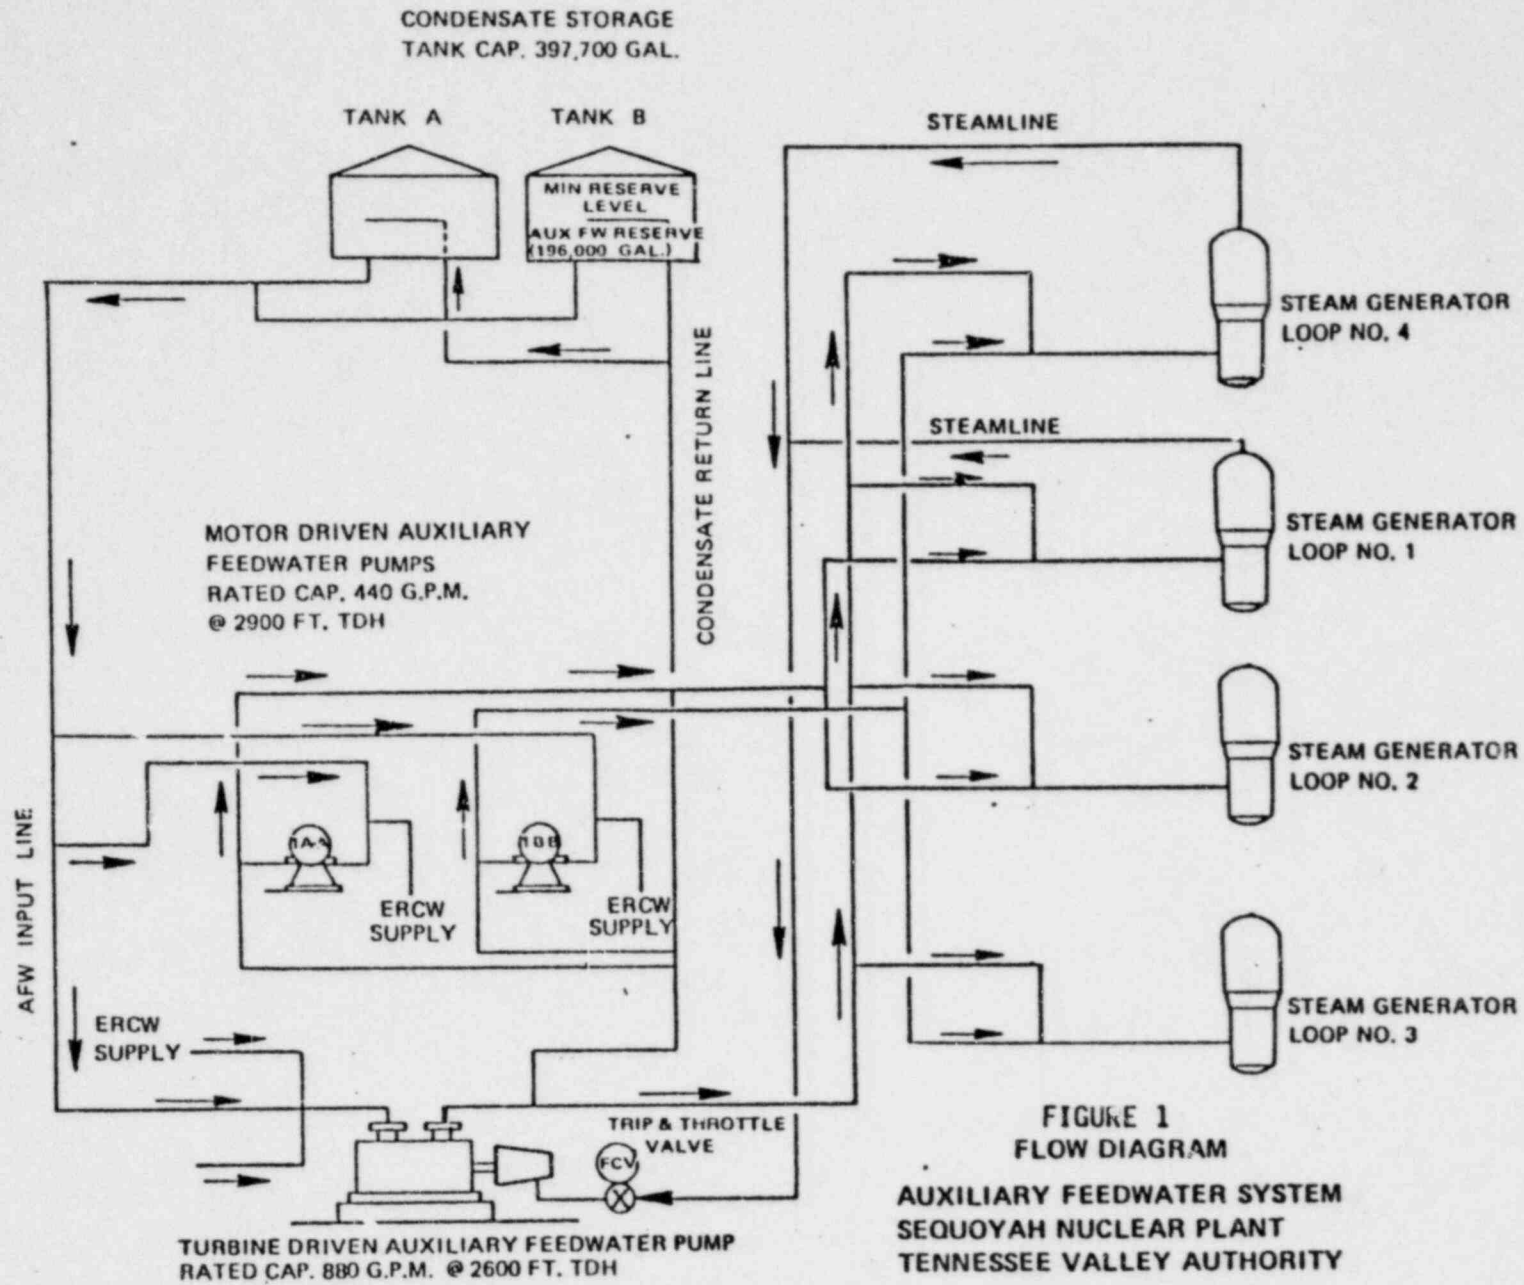 CONDENSATE STORAGE
TANK CAP. 397,700 GAL.
TANK A
TANK B
MIN RESERVE
LEVEL
AUX FW RESERVE
(196,000 GAL.)
STEAMLINE
STEAM GENERATOR
LOOP NO. 4
CONDENSATE RETURN LINE
STEAMLINE
STEAM GENERATOR
LOOP NO. 1
MOTOR DRIVEN AUXILIARY
FEEDWATER PUMPS
RATED CAP. 440 G.P.M.
@ 2900 FT. TDH
STEAM GENERATOR
LOOP NO. 2
AFW INPUT LINE
1A-A
ERCW
SUPPLY
ERCW
SUPPLY
STEAM GENERATOR
LOOP NO. 3
ERCW
SUPPLY
TRIP & THROTTLE
VALVE
FCV
TURBINE DRIVEN AUXILIARY FEEDWATER PUMP
RATED CAP. 880 G.P.M. @ 2600 FT. TDH
FIGURE 1
FLOW DIAGRAM
AUXILIARY FEEDWATER SYSTEM
SEQUOYAH NUCLEAR PLANT
TENNESSEE VALLEY AUTHORITY